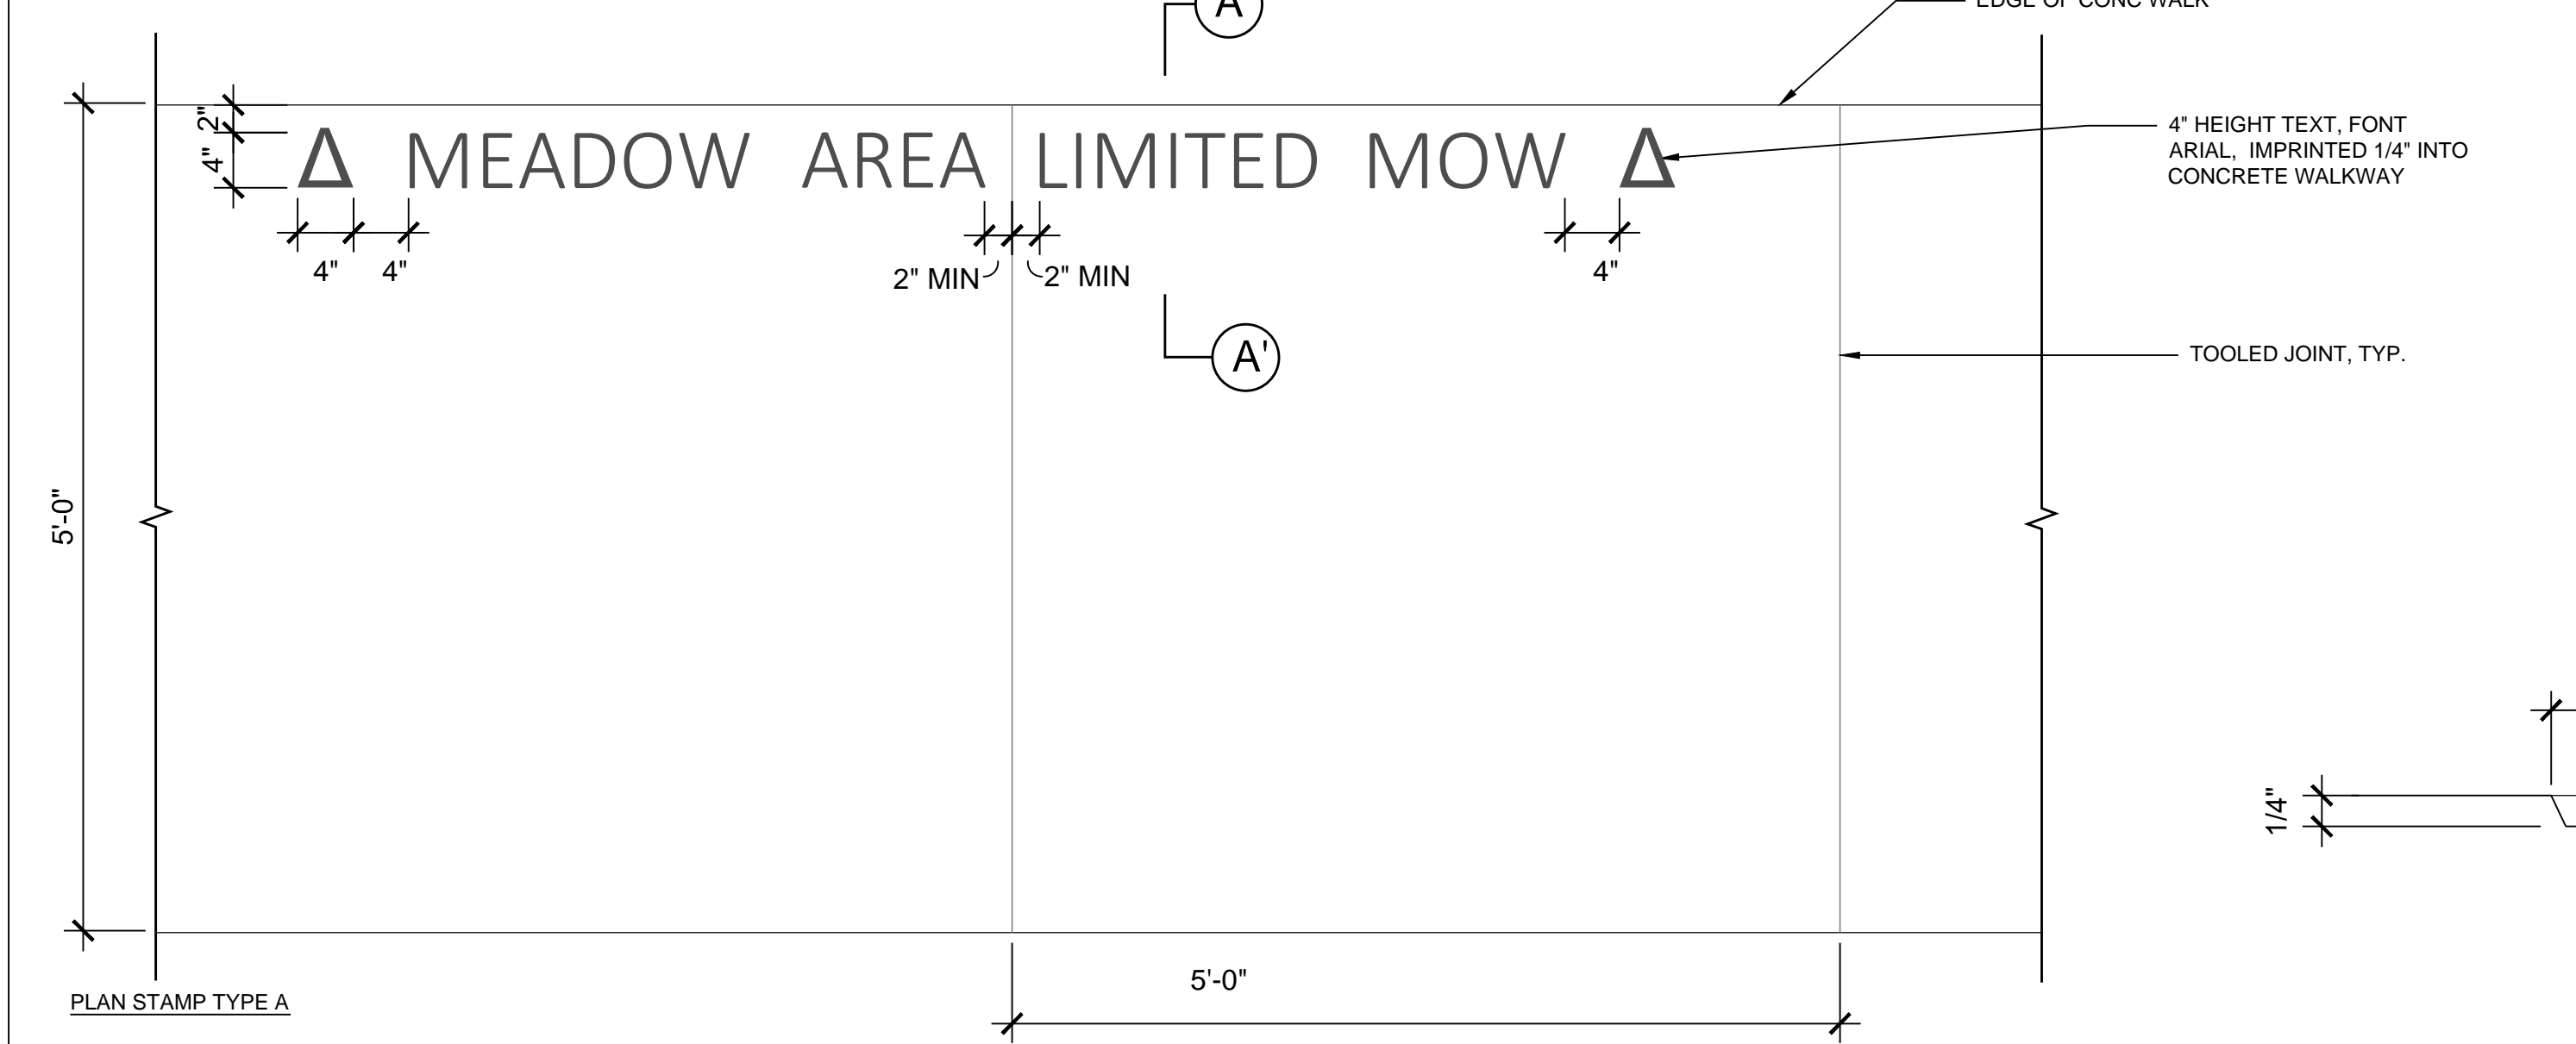 A
EDGE OF CONC WALK
2"
4"
Δ MEADOW AREA LIMITED MOW Δ
4" HEIGHT TEXT, FONT
ARIAL, IMPRINTED 1/4" INTO
CONCRETE WALKWAY
4" 4"
2" MIN 2" MIN
4"
A'
TOOLED JOINT, TYP.
5'-0"
1/4"
5'-0"
PLAN STAMP TYPE A